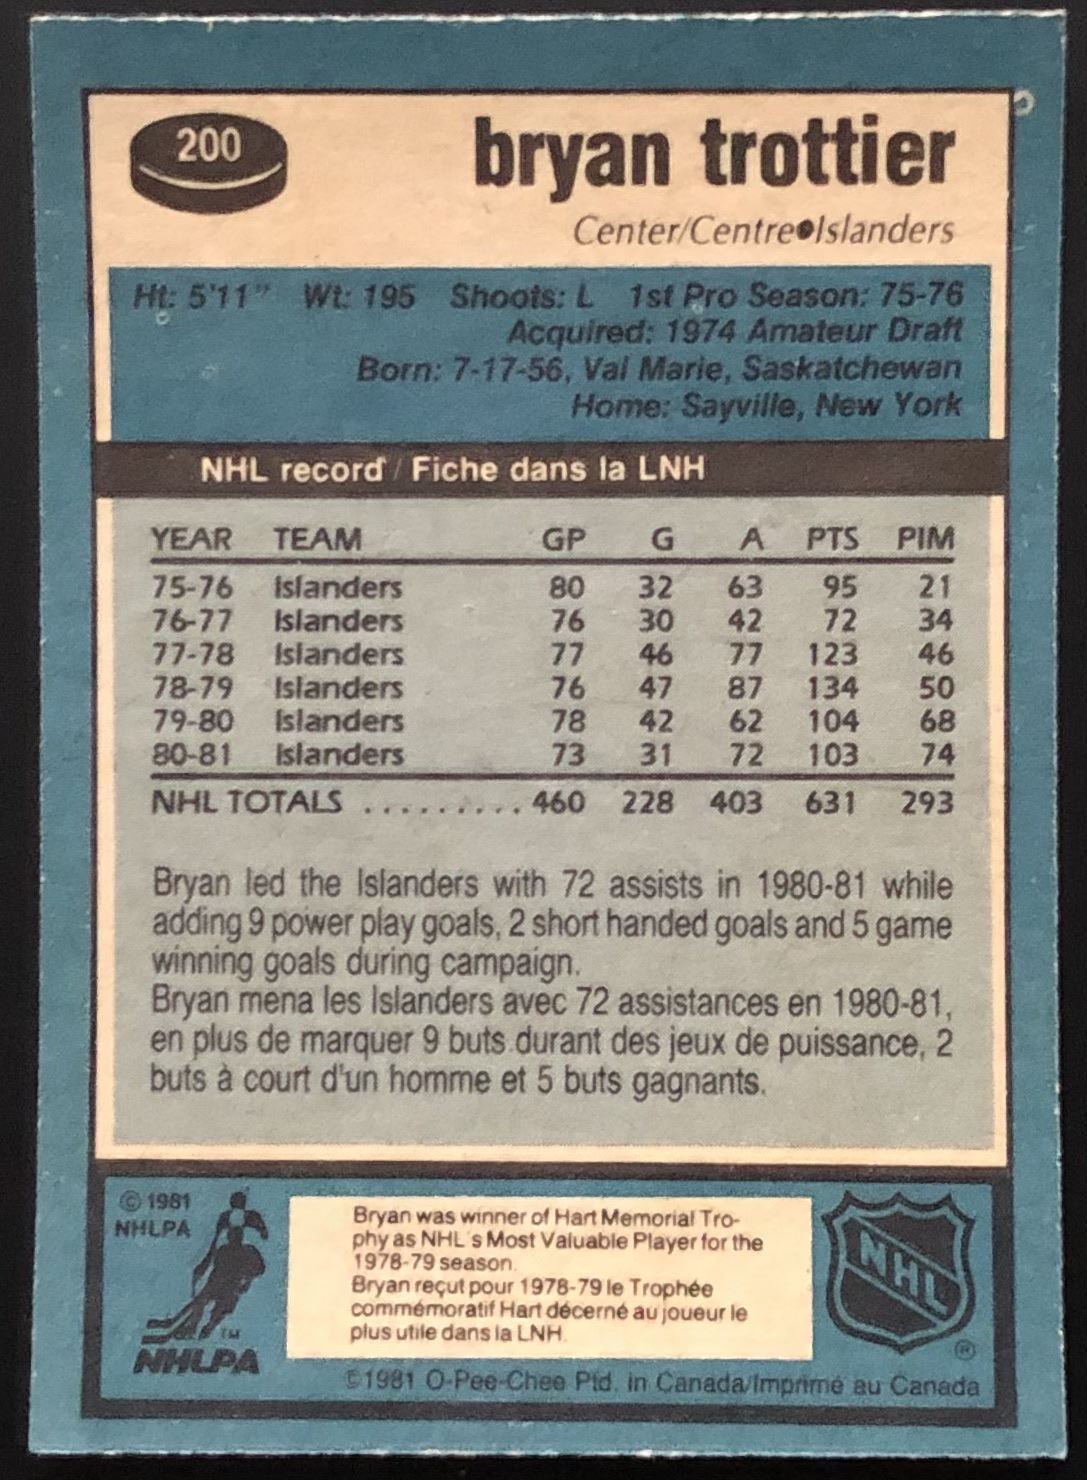 200
bryan trottier
Center/Centre•Islanders
Ht: 5'11" Wt: 195 Shoots: L 1st Pro Season: 75-76
Acquired: 1974 Amateur Draft
Born: 7-17-56, Val Marie, Saskatchewan
Home: Sayville, New York
NHL record / Fiche dans la LNH
YEAR TEAM GP G A PTS PIM
75-76 Islanders 80 32 63 95 21
76-77 Islanders 76 30 42 72 34
77-78 Islanders 77 46 77 123 46
78-79 Islanders 76 47 87 134 50
79-80 Islanders 78 42 62 104 68
80-81 Islanders 73 31 72 103 74
NHL TOTALS ......... 460 228 403 631 293
Bryan led the Islanders with 72 assists in 1980-81 while
adding 9 power play goals, 2 short handed goals and 5 game
winning goals during campaign.
Bryan mena les Islanders avec 72 assistances en 1980-81,
en plus de marquer 9 buts durant des jeux de puissance, 2
buts à court d'un homme et 5 buts gagnants.
© 1981
NHLPA
TM
NHLPA
Bryan was winner of Hart Memorial Tro-
phy as NHL's Most Valuable Player for the
1978-79 season.
Bryan reçut pour 1978-79 le Trophée
commémoratif Hart décerné au joueur le
plus utile dans la LNH.
NHL
®
©1981 O-Pee-Chee Ptd. in Canada/Imprimé au Canada